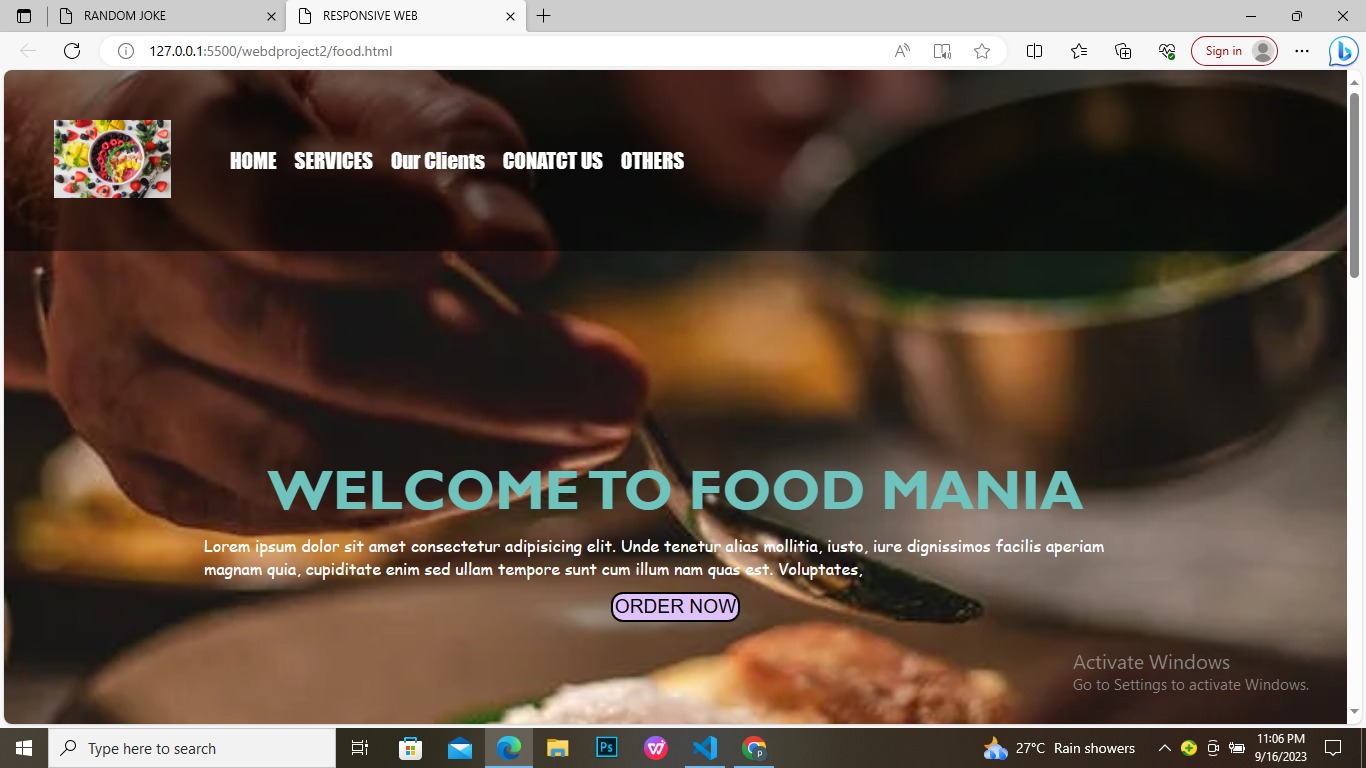 RANDOM JOKE
RESPONSIVE WEB
127.0.0.1:5500/webdproject2/food.html
Sign in
HOME SERVICES Our Clients CONATCT US OTHERS
WELCOME TO FOOD MANIA
Lorem ipsum dolor sit amet consectetur adipisicing elit. Unde tenetur alias mollitia, iusto, iure dignissimos facilis aperiam
magnam quia, cupiditate enim sed ullam tempore sunt cum illum nam quas est. Voluptates,
ORDER NOW
Activate Windows
Go to Settings to activate Windows.
Type here to search
Ps
27°C Rain showers
11:06 PM
9/16/2023